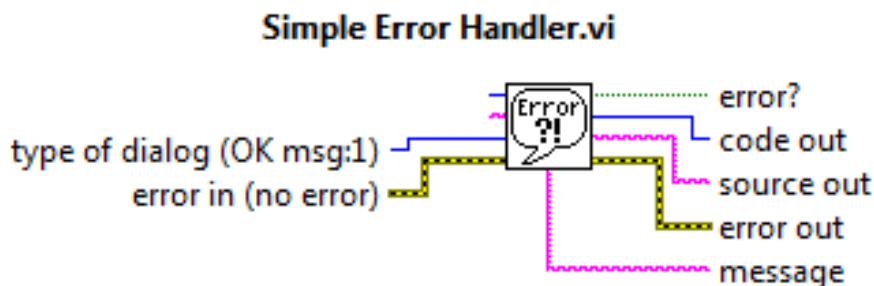 Simple Error Handler.vi
Error
?!
type of dialog (OK msg:1)
error in (no error)
error?
code out
source out
error out
message